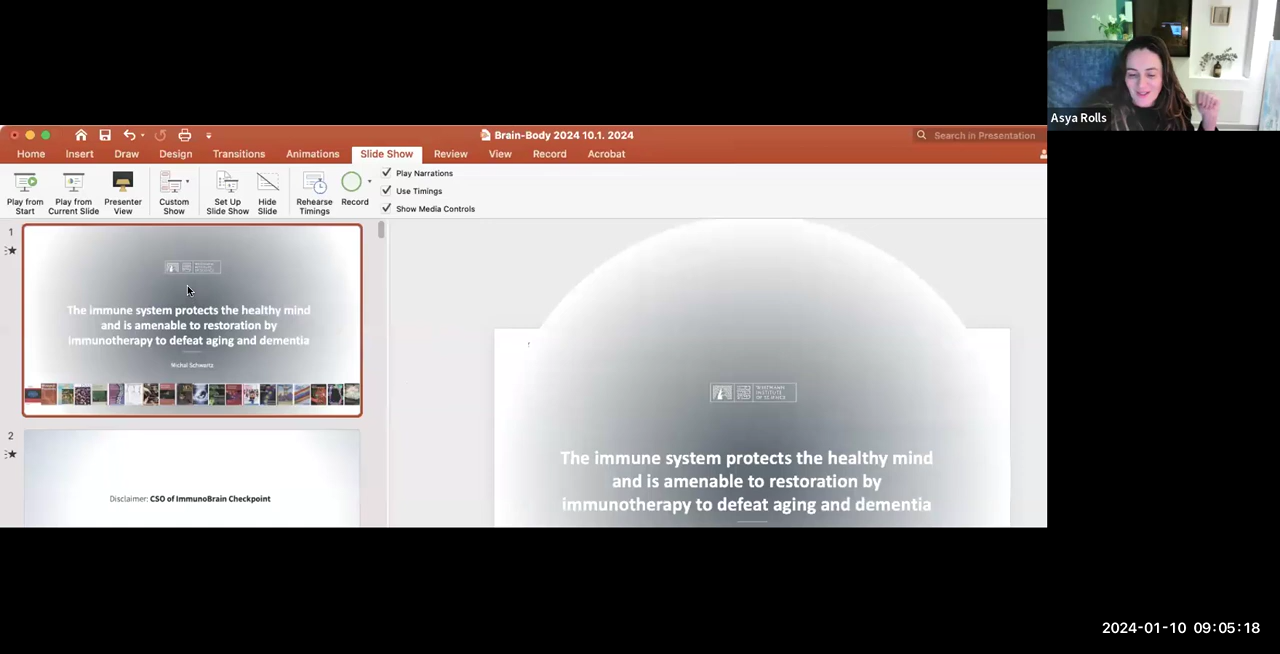 Asya Rolls
Brain-Body 2024 10.1. 2024
Search in Presentation
Home Insert Draw Design Transitions Animations Slide Show Review View Record Acrobat
Play from Start
Play from Current Slide
Presenter View
Custom Show
Set Up Slide Show
Hide Slide
Rehearse Timings
Record
Play Narrations
Use Timings
Show Media Controls
1
The immune system protects the healthy mind
and is amenable to restoration by
immunotherapy to defeat aging and dementia
Michal Schwartz
2
Disclaimer: CSO of ImmunoBrain Checkpoint
WEIZMANN
INSTITUTE
OF SCIENCE
The immune system protects the healthy mind
and is amenable to restoration by
immunotherapy to defeat aging and dementia
2024-01-10 09:05:18